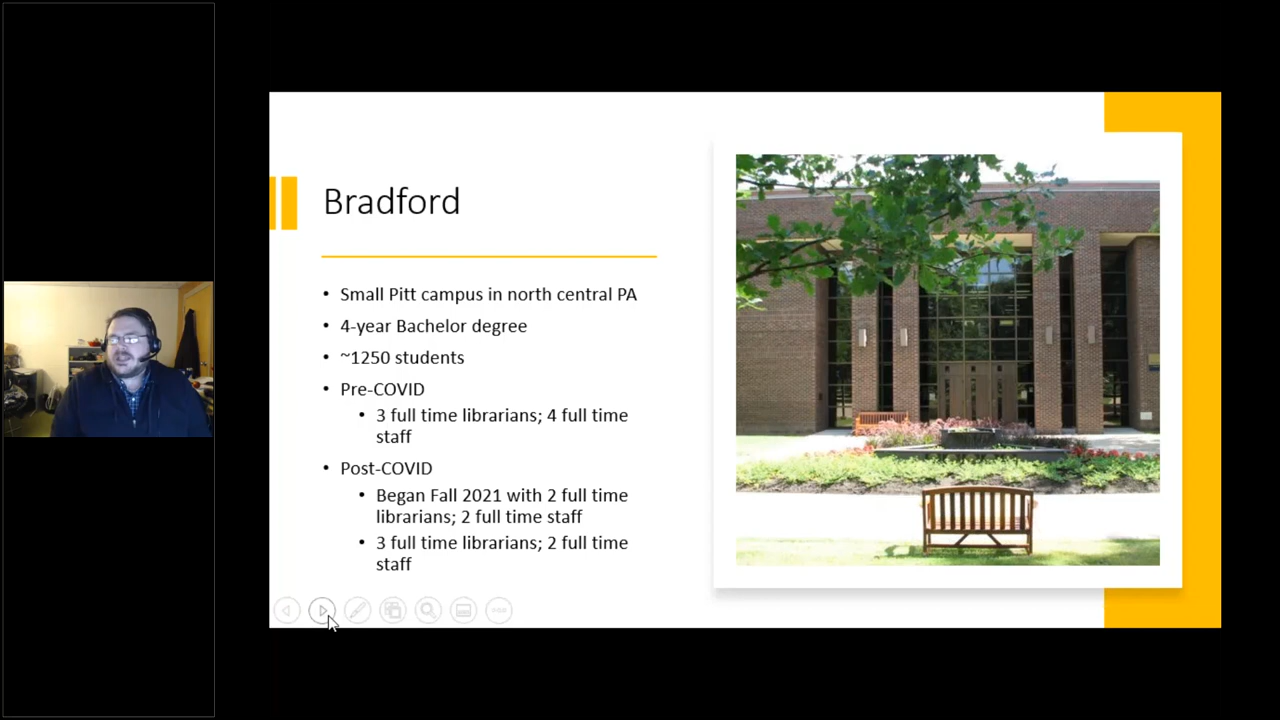 Bradford
• Small Pitt campus in north central PA
• 4-year Bachelor degree
• ~1250 students
• Pre-COVID
• 3 full time librarians; 4 full time
staff
• Post-COVID
• Began Fall 2021 with 2 full time
librarians; 2 full time staff
• 3 full time librarians; 2 full time
staff